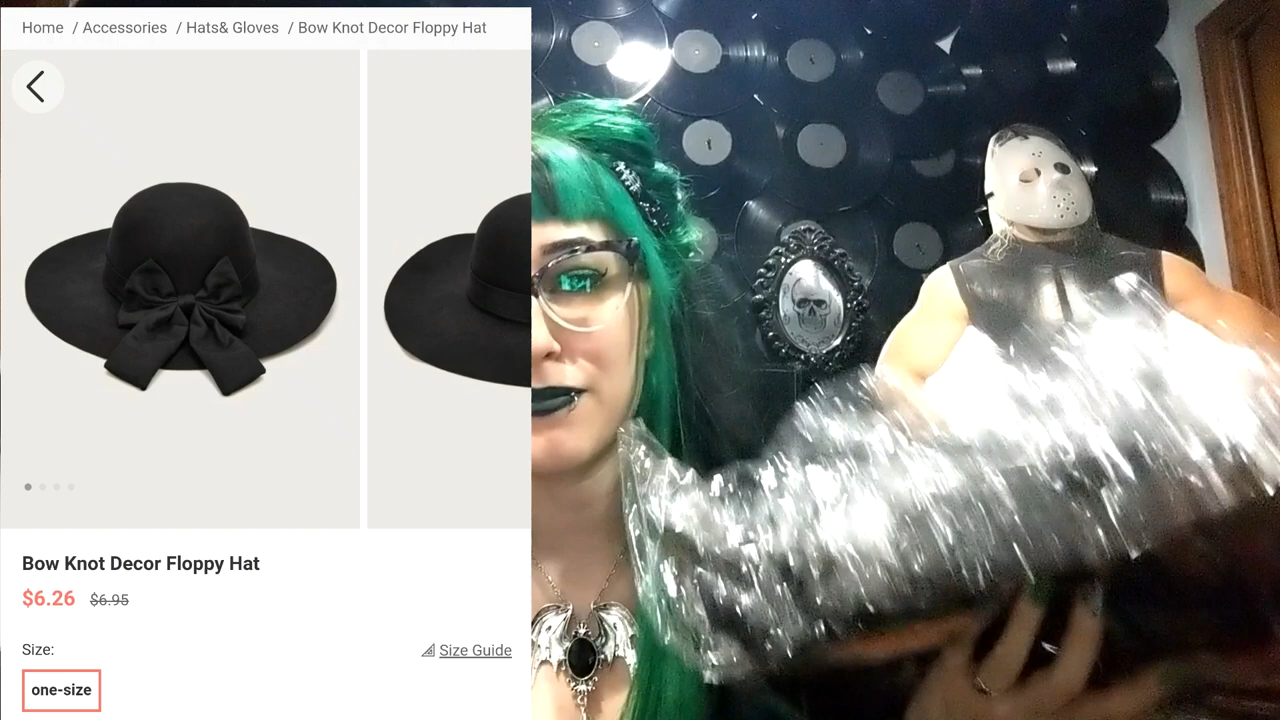 Home / Accessories / Hats& Gloves / Bow Knot Decor Floppy Hat
Bow Knot Decor Floppy Hat
$6.26 $6.95
Size:
Size Guide
one-size